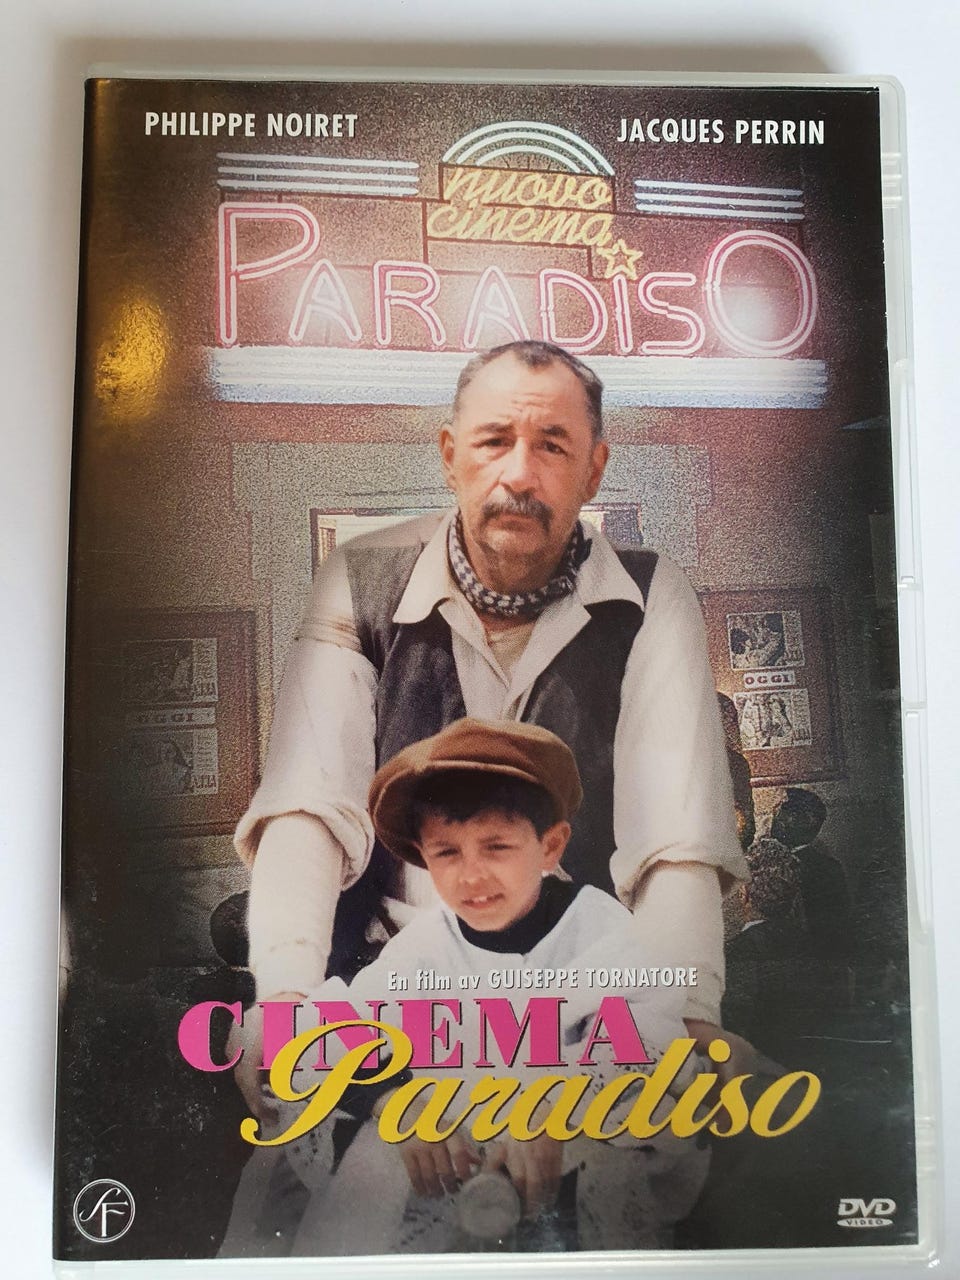 PHILIPPE NOIRET
JACQUES PERRIN
nuovo
cinema
PARADISO
OGGI
OGGI
En film av GUISEPPE TORNATORE
CINEMA
Paradiso
SF
DVD
VIDEO